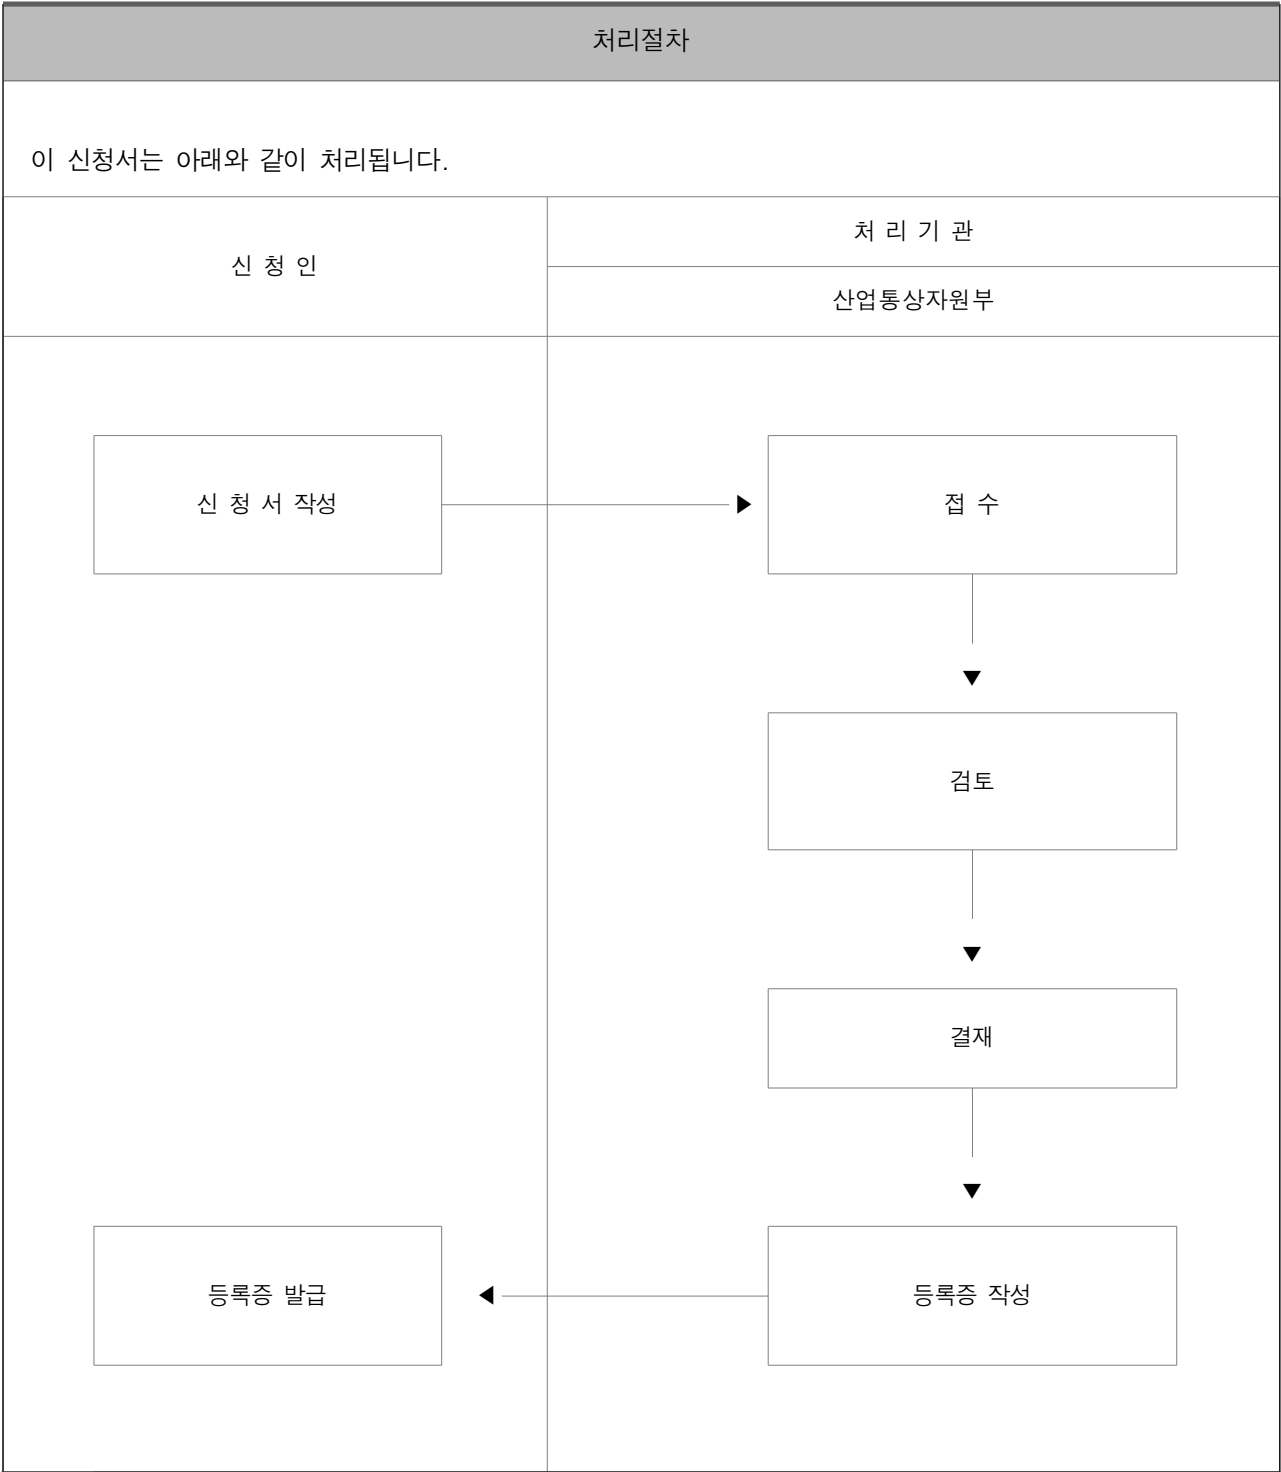 처리절차
이 신청서는 아래와 같이 처리됩니다.
신 청 인
처 리 기 관
산업통상자원부
신 청 서 작성
접 수
검토
결재
등록증 발급
등록증 작성